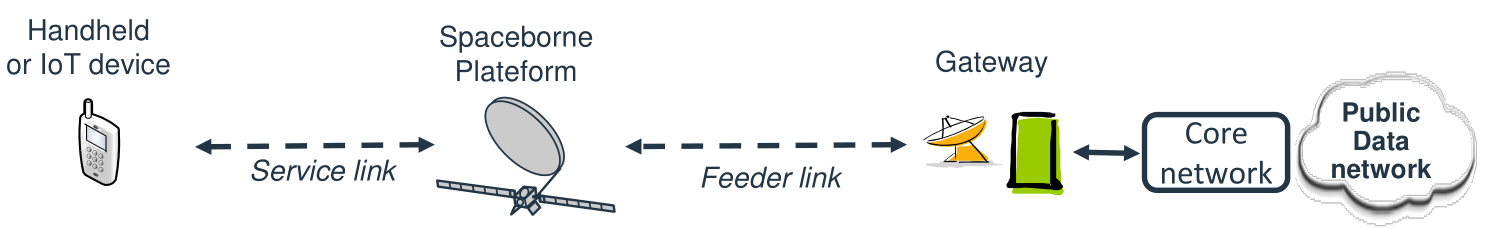 Handheld
or IoT device
Spaceborne
Plateform
Gateway
Service link
Feeder link
Core
network
Public
Data
network